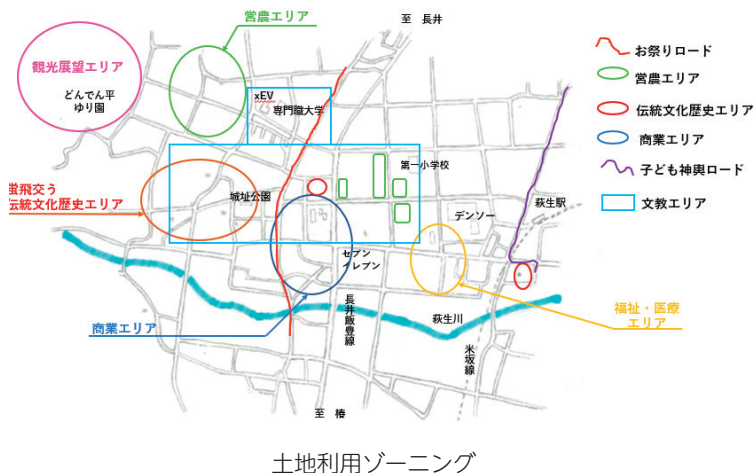 営農エリア
至 長井
観光展望エリア
どんでん平
ゆり園
xEV
専門職大学
第一小学校
蛍飛交う
伝統文化歴史エリア
城址公園
デンソー
萩生駅
セブン
イレブン
商業エリア
長井飯豊線
萩生川
米坂線
福祉・医療
エリア
至 椿
お祭りロード
営農エリア
伝統文化歴史エリア
商業エリア
子ども神輿ロード
文教エリア
土地利用ゾーニング